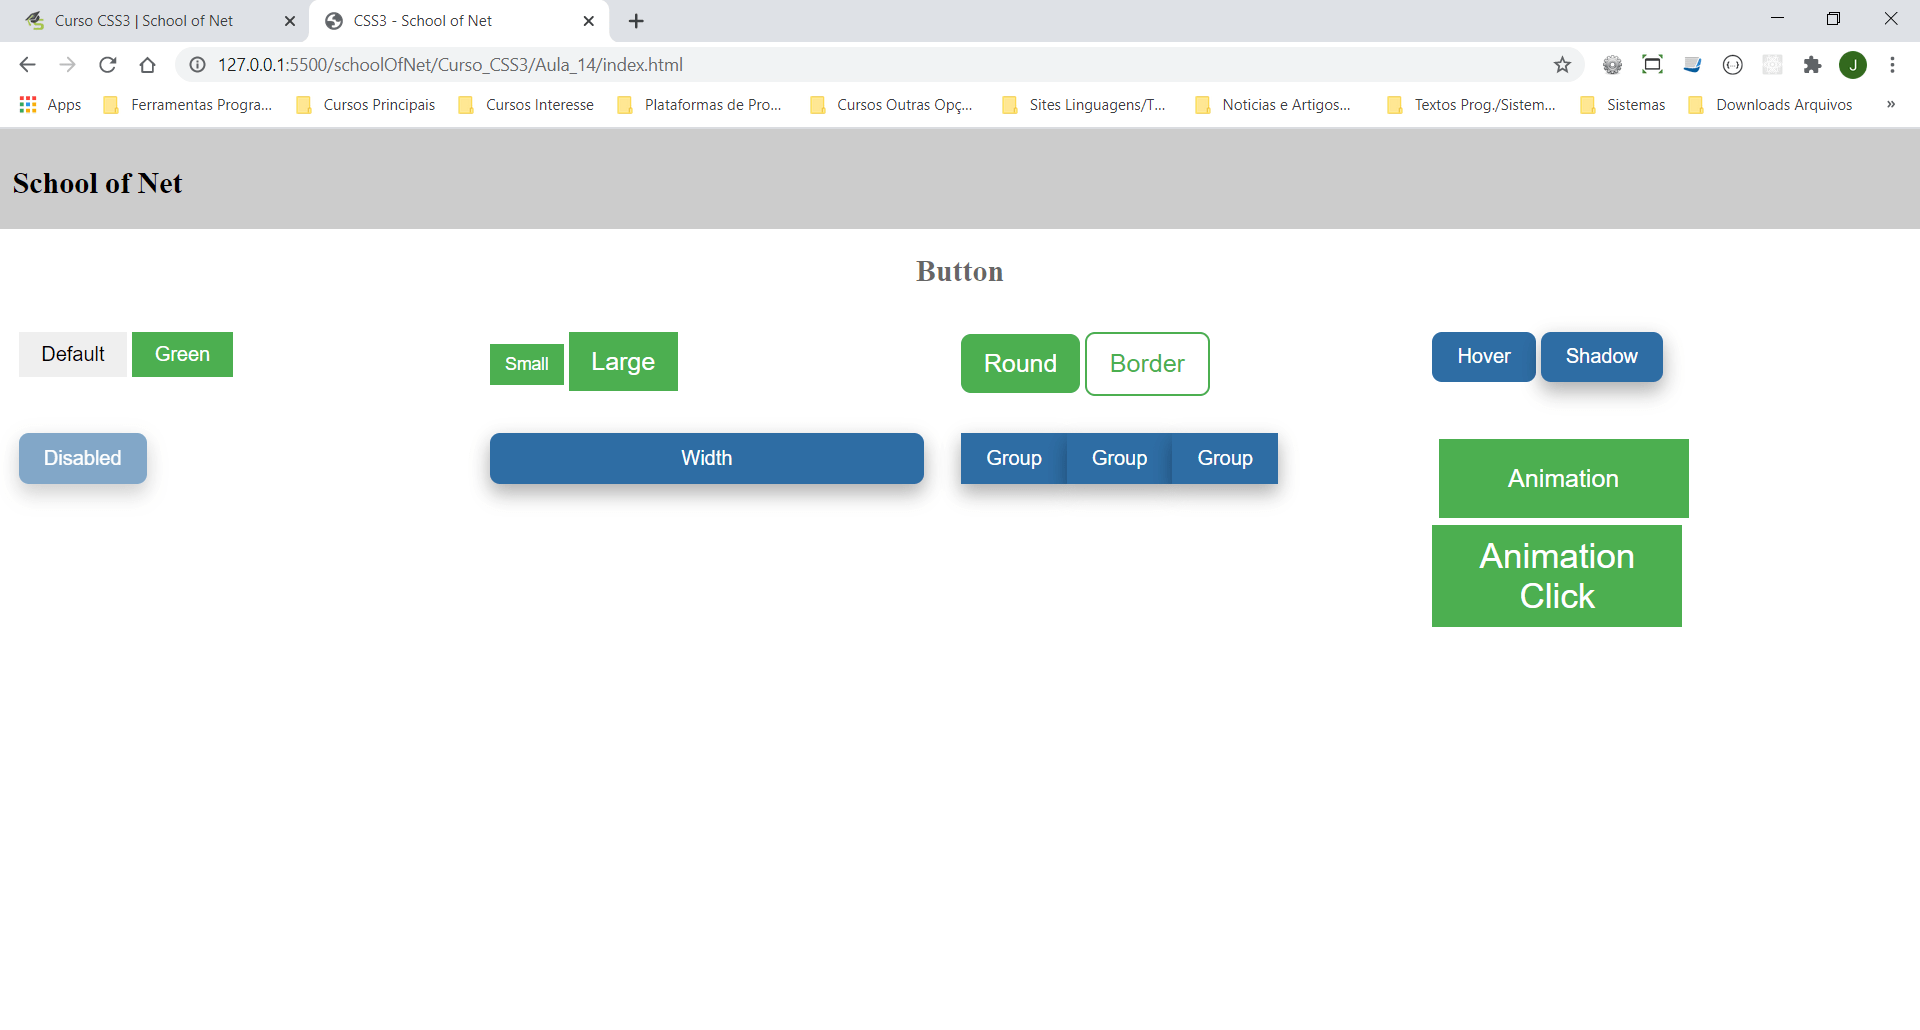 Curso CSS3 | School of Net
CSS3 - School of Net
127.0.0.1:5500/schoolOfNet/Curso_CSS3/Aula_14/index.html
J
Apps Ferramentas Progra... Cursos Principais Cursos Interesse Plataformas de Pro... Cursos Outras Opç... Sites Linguagens/T... Noticias e Artigos... Textos Prog./Sistem... Sistemas Downloads Arquivos »
School of Net
Button
Default Green Small Large Round Border Hover Shadow
Disabled Width Group Group Group Animation
Animation
Click